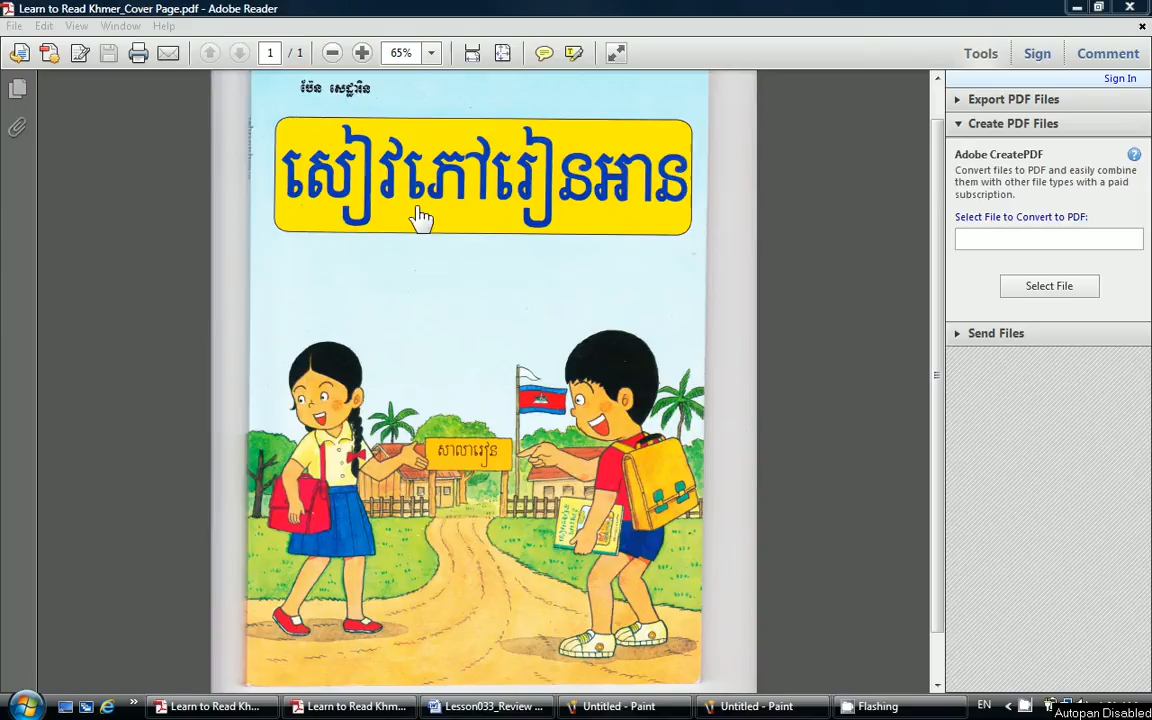 Learn to Read Khmer_Cover Page.pdf - Adobe Reader
File Edit View Window Help
1 / 1 65% Tools Sign Comment
Sign In
Export PDF Files
Create PDF Files
Adobe CreatePDF
Convert files to PDF and easily combine
them with other file types with a paid
subscription.
Select File to Convert to PDF:
Select File
Send Files
ប៉ែន សេដ្ឋារិន
សៀវភៅរៀនអាន
សាលារៀន
Learn to Read Kh... Learn to Read Kh... Lesson033_Review ... Untitled - Paint Untitled - Paint Flashing EN
Autopan Disabled